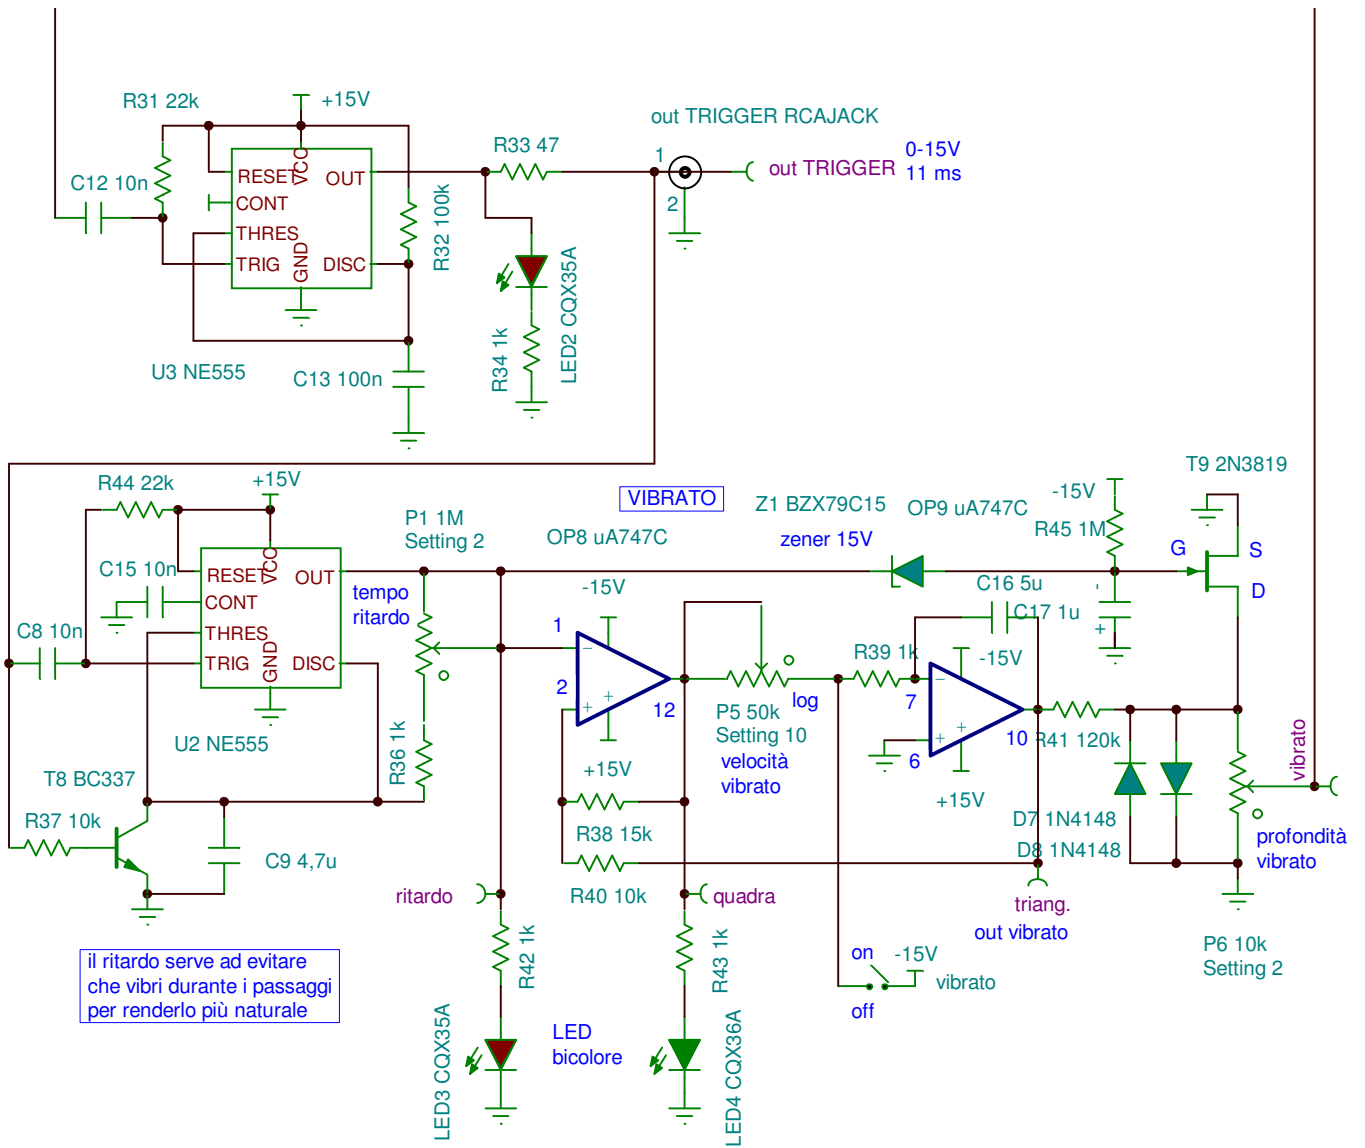 R31 22k
+15V
out TRIGGER RCAJACK
R33 47
1
0-15V
out TRIGGER
11 ms
C12 10n
RESET
VCC
OUT
CONT
THRES
TRIG
GND
DISC
R32 100k
2
U3 NE555
C13 100n
R34 1k
LED2 CQX35A
R44 22k
+15V
VIBRATO
T9 2N3819
P1 1M
Setting 2
OP8 uA747C
Z1 BZX79C15
OP9 uA747C
zener 15V
-15V
R45 1M
G
S
D
C15 10n
RESET
VCC
OUT
CONT
THRES
TRIG
GND
DISC
tempo
ritardo
-15V
C16 5u
C17 1u
+
C8 10n
1
2
12
R39 1k
-15V
7
6
10
log
P5 50k
Setting 10
velocità
vibrato
R41 120k
vibrato
U2 NE555
R36 1k
+15V
+15V
T8 BC337
R37 10k
C9 4,7u
R38 15k
R40 10k
D7 1N4148
D8 1N4148
profondità
vibrato
ritardo
quadra
triang.
out vibrato
P6 10k
Setting 2
R42 1k
R43 1k
on
-15V
vibrato
off
il ritardo serve ad evitare
che vibri durante i passaggi
per renderlo più naturale
LED3 CQX35A
LED
bicolore
LED4 CQX36A